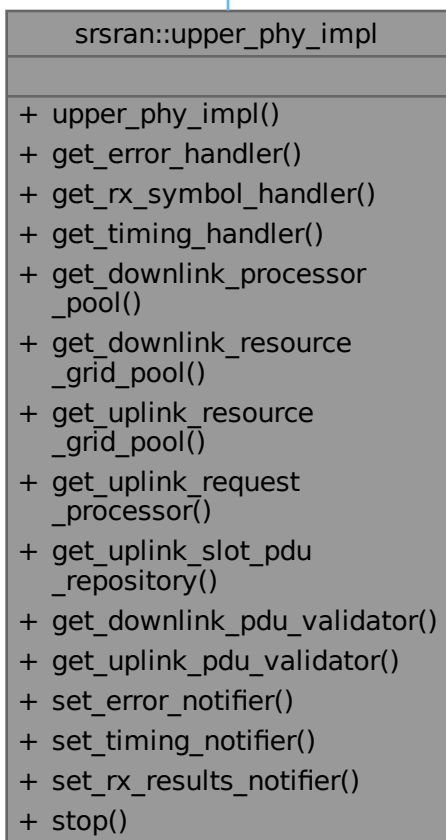 srsran::upper_phy_impl
+ upper_phy_impl()
+ get_error_handler()
+ get_rx_symbol_handler()
+ get_timing_handler()
+ get_downlink_processor
_pool()
+ get_downlink_resource
_grid_pool()
+ get_uplink_resource
_grid_pool()
+ get_uplink_request
_processor()
+ get_uplink_slot_pdu
_repository()
+ get_downlink_pdu_validator()
+ get_uplink_pdu_validator()
+ set_error_notifier()
+ set_timing_notifier()
+ set_rx_results_notifier()
+ stop()